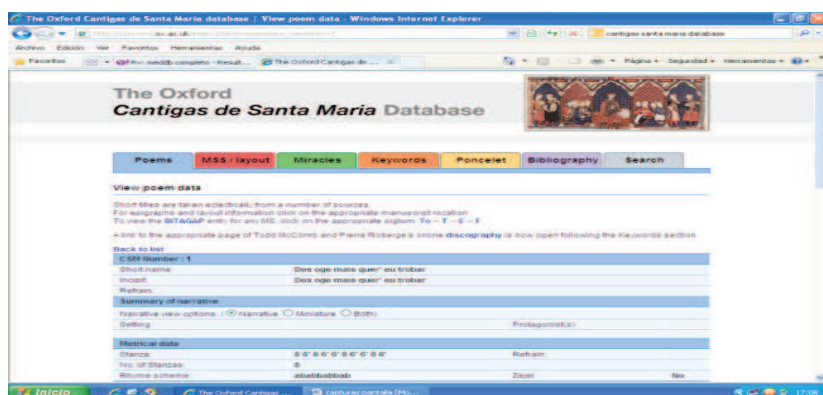 The Oxford Cantigas de Santa Maria database | View poem data - Windows Internet Explorer
cantigas santa maria database
Archivo Edición Ver Favoritos Herramientas Ayuda
Favoritos The Oxford Cantigas de ... Página Seguridad Herramientas
The Oxford
Cantigas de Santa Maria Database
Poems MSS / layout Miracles Keywords Poncelet Bibliography Search
View poem data
Short titles are taken eclectically from a number of sources.
For epigraphs and layout information click on the appropriate manuscript location
To view the BITAGAP entry for any MS, click on the appropriate siglum. To - T - E - F
A link to the appropriate page of Todd McComb and Pierre Roberge's online discography is now open following the Keywords section.
Back to list
CSM Number : 1
Short name: Des oge mais quer' eu trobar
Incipit: Des oge mais quer' eu trobar
Refrain:
Summary of narrative
Narrative view options: ( Narrative Miniature Both)
Setting Protagonist(s)
Metrical data
Stanza: 8 6' 8 6' 6' 8 6' 6' 8 6' Refrain:
No. of Stanzas: 8
Rhyme scheme: Zejel: No
Inicio The Oxford Cantigas ... capturas pantalla [Mo... 17:08